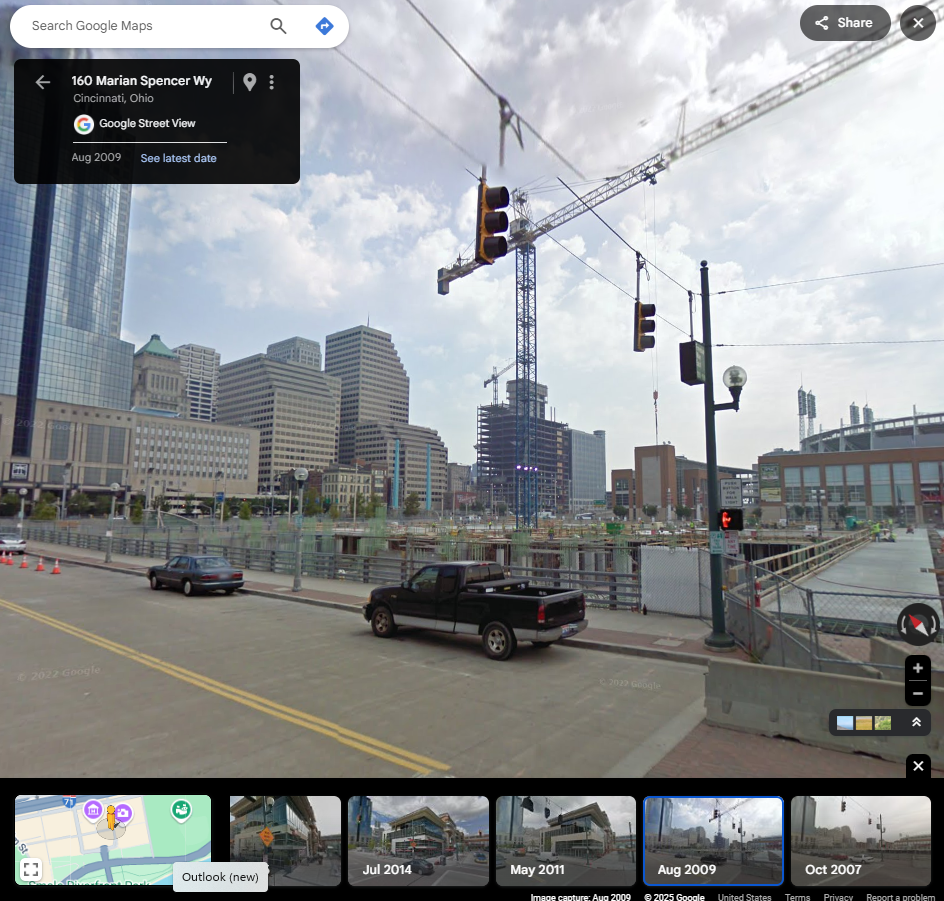 Search Google Maps
Share
160 Marian Spencer Wy
Cincinnati, Ohio
Google Street View
Aug 2009
See latest date
© 2022 Google
© 2022 Google
71
Jul 2014
May 2011
Aug 2009
Oct 2007
Outlook (new)
Image capture: Aug 2009 © 2025 Google United States Terms Privacy Report a problem